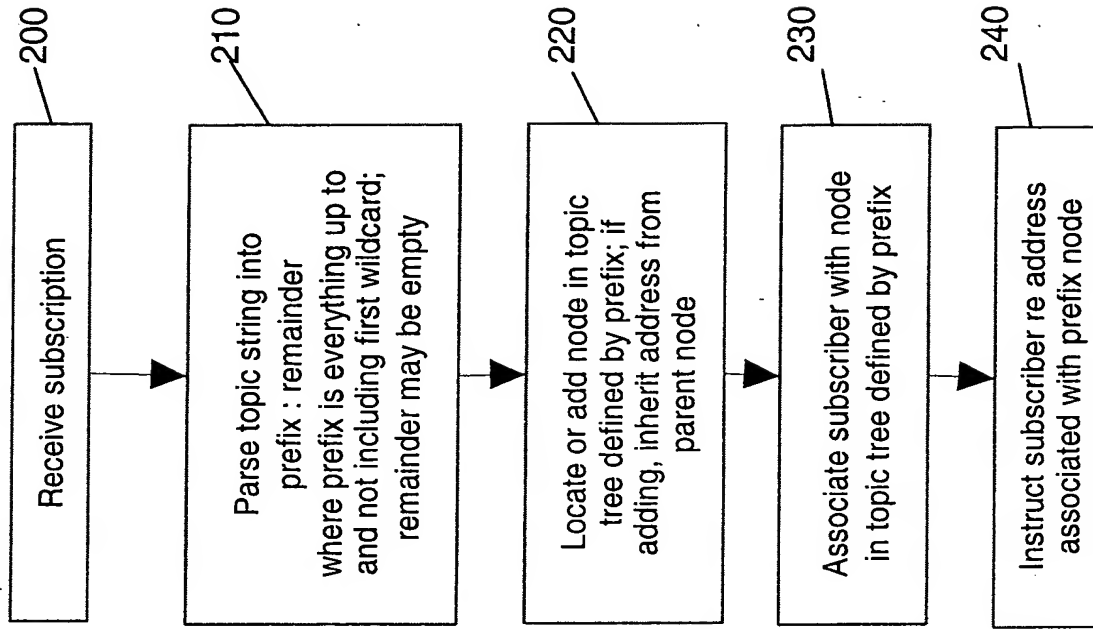 200
Receive subscription
210
Parse topic string into
prefix : remainder
where prefix is everything up to
and not including first wildcard;
remainder may be empty
220
Locate or add node in topic
tree defined by prefix; if
adding, inherit address from
parent node
230
Associate subscriber with node
in topic tree defined by prefix
240
Instruct subscriber re address
associated with prefix node